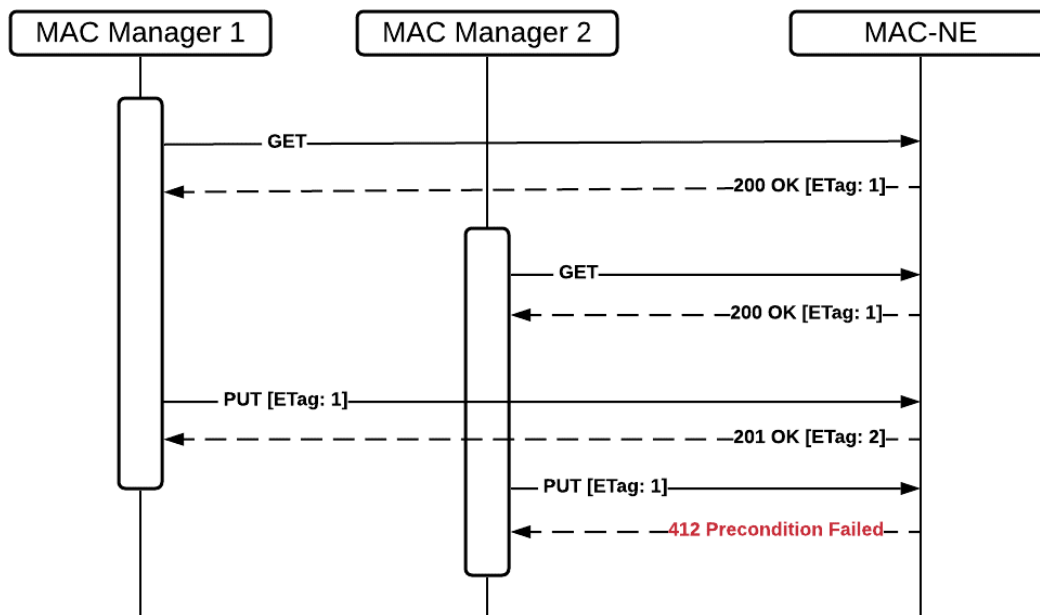 MAC Manager 1
MAC Manager 2
MAC-NE
GET
200 OK [ETag: 1]
GET
200 OK [ETag: 1]
PUT [ETag: 1]
201 OK [ETag: 2]
PUT [ETag: 1]
412 Precondition Failed